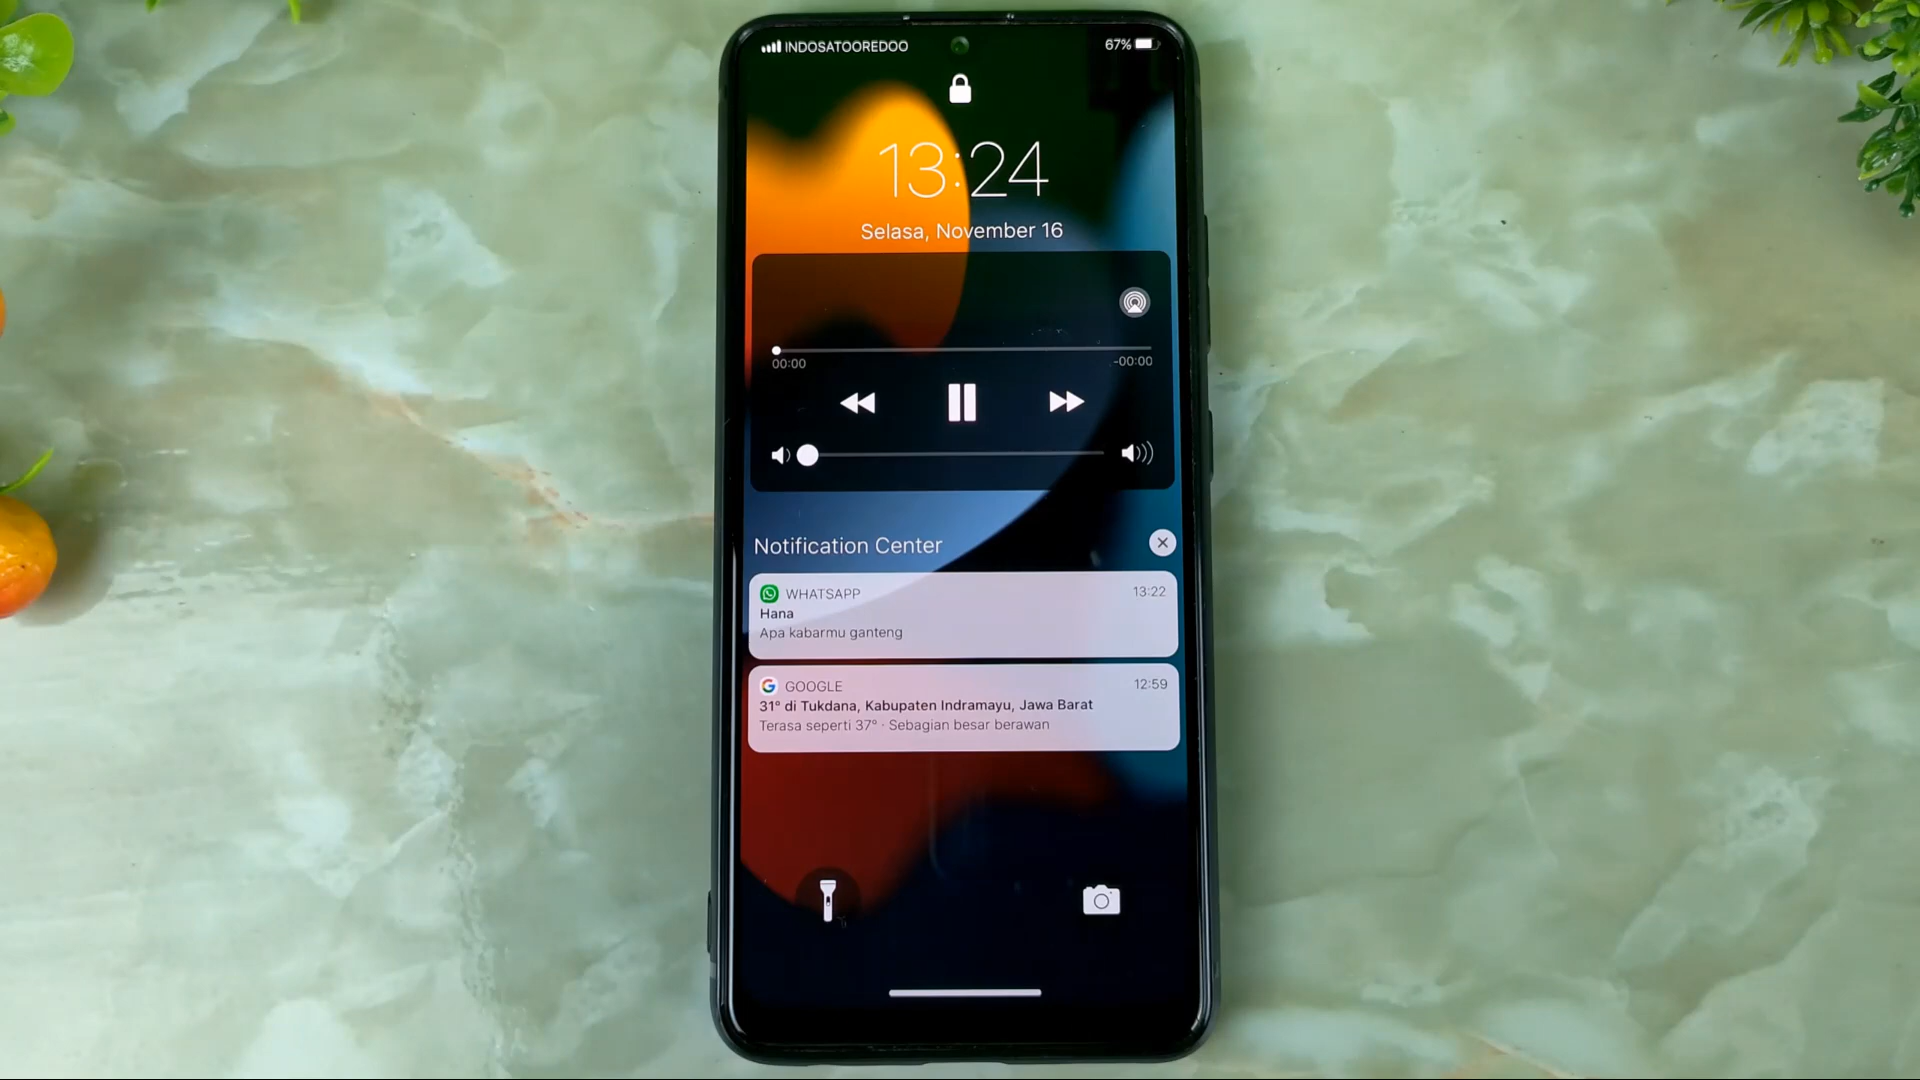 INDOSATOOREDOO
67%
13:24
Selasa, November 16
00:00
-00:00
Notification Center
WHATSAPP
13:22
Hana
Apa kabarmu ganteng
GOOGLE
12:59
31° di Tukdana, Kabupaten Indramayu, Jawa Barat
Terasa seperti 37° · Sebagian besar berawan